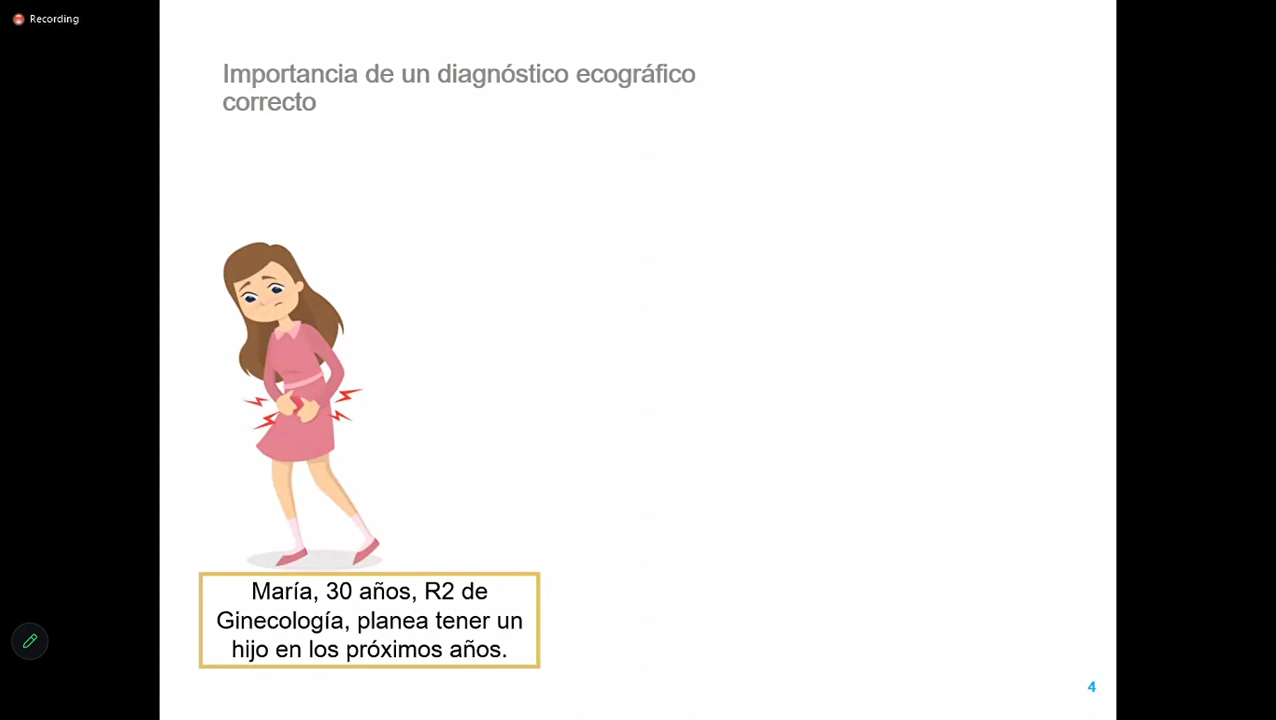 Recording
Importancia de un diagnóstico ecográfico
correcto
María, 30 años, R2 de
Ginecología, planea tener un
hijo en los próximos años.
4